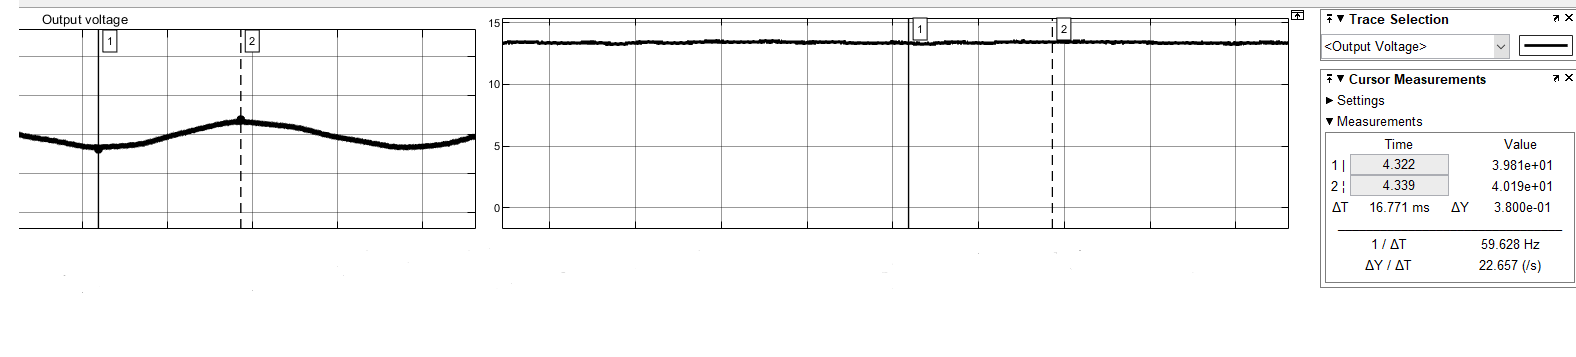 Output voltage
1
2
15
10
5
0
1
2
Trace Selection
<Output Voltage>
Cursor Measurements
Settings
Measurements
Time Value
1 | 4.322 3.981e+01
2 ¦ 4.339 4.019e+01
ΔT 16.771 ms ΔY 3.800e-01
1 / ΔT 59.628 Hz
ΔY / ΔT 22.657 (/s)